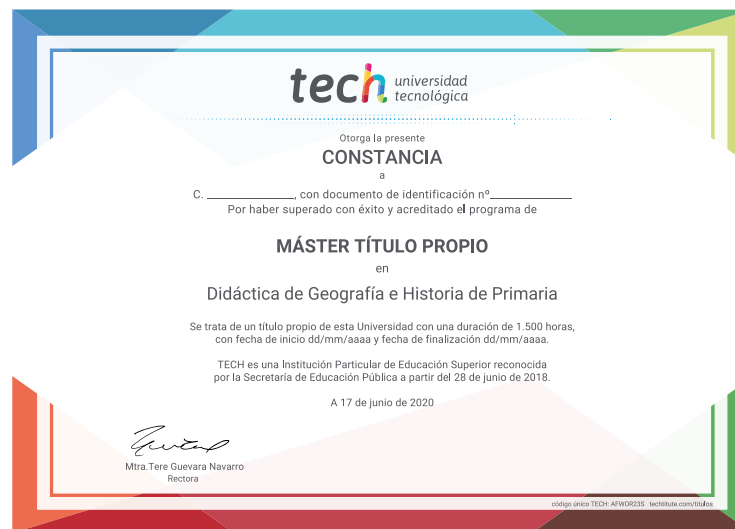 tech universidad
tecnológica
Otorga la presente
CONSTANCIA
a
C. ________________, con documento de identificación nº______________
Por haber superado con éxito y acreditado el programa de
MÁSTER TÍTULO PROPIO
en
Didáctica de Geografía e Historia de Primaria
Se trata de un título propio de esta Universidad con una duración de 1.500 horas,
con fecha de inicio dd/mm/aaaa y fecha de finalización dd/mm/aaaa.
TECH es una Institución Particular de Educación Superior reconocida
por la Secretaría de Educación Pública a partir del 28 de junio de 2018.
A 17 de junio de 2020
Mtra.Tere Guevara Navarro
Rectora
código único TECH: AFWOR23S techtitute.com/títulos